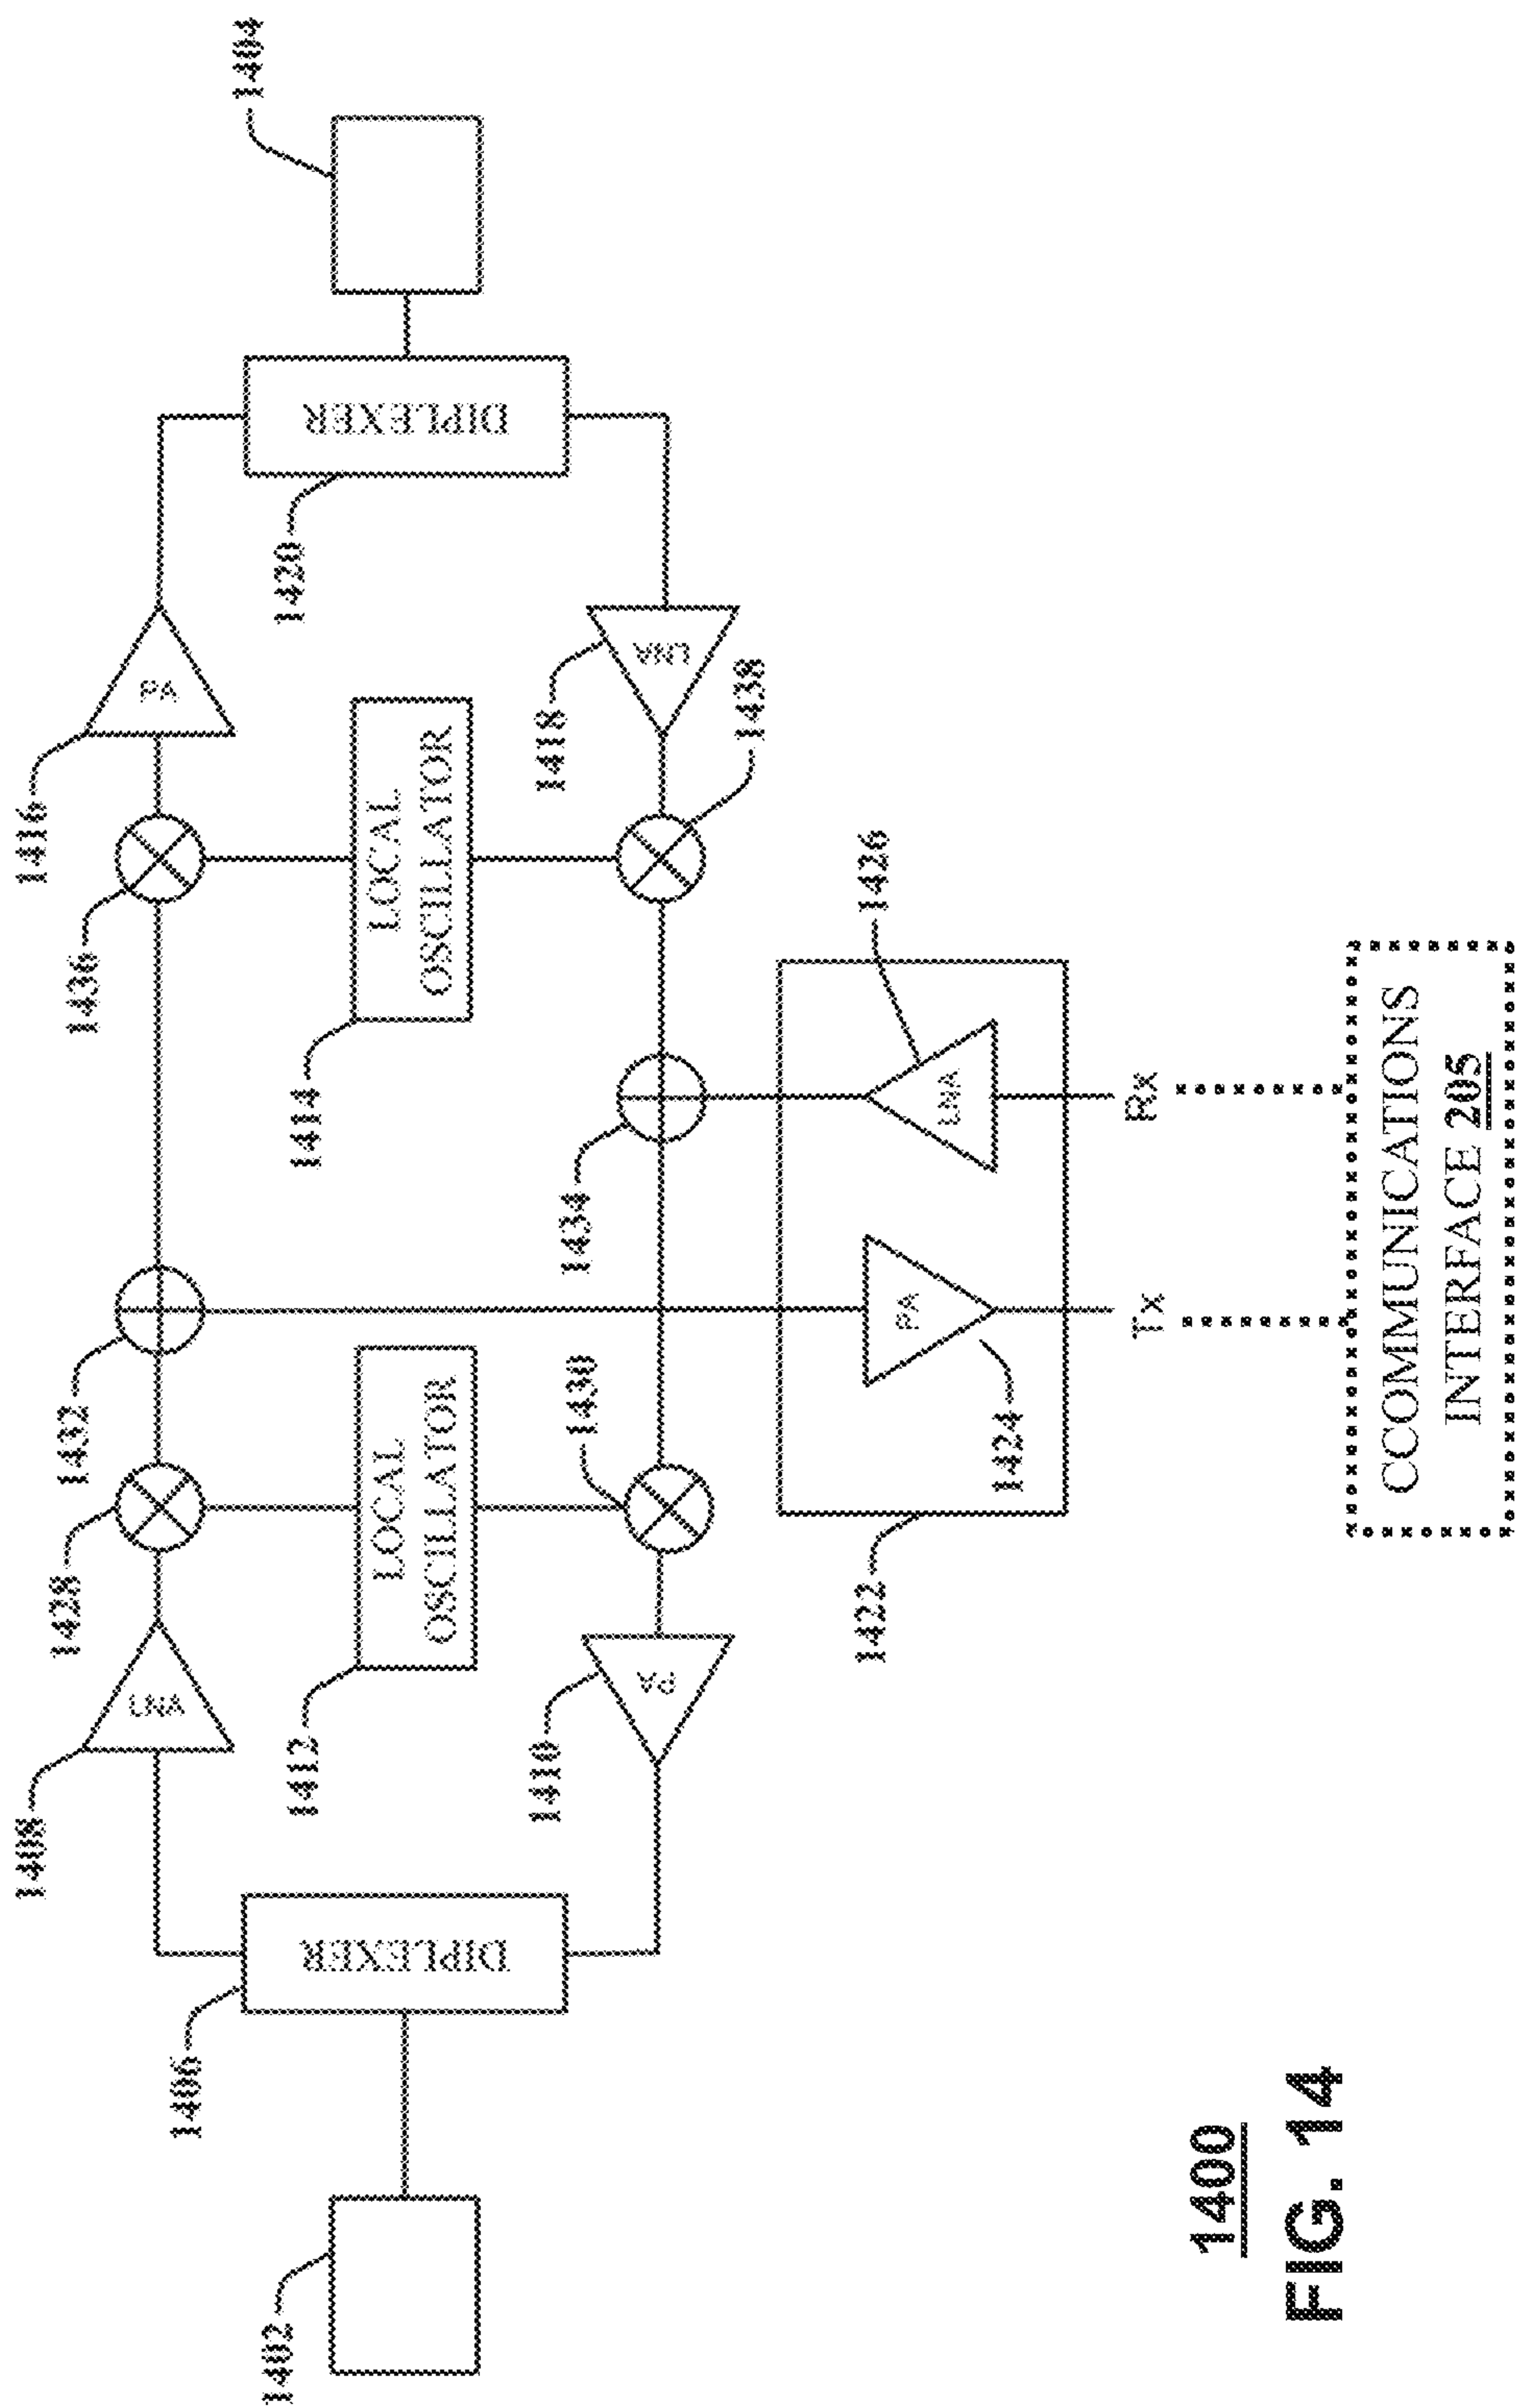 1404
1416
1436
DIPLEXER
1420
PA
LOCAL
OSCILLATOR
1414
LNA
1418
1438
1432
1434
1426
LNA
Rx
1428
LNA
1408
LOCAL
OSCILLATOR
1412
1430
PA
1410
PA
1424
Tx
1422
CCOMMUNICATIONS
INTERFACE 205
DIPLEXER
1406
1402
1400
FIG. 14